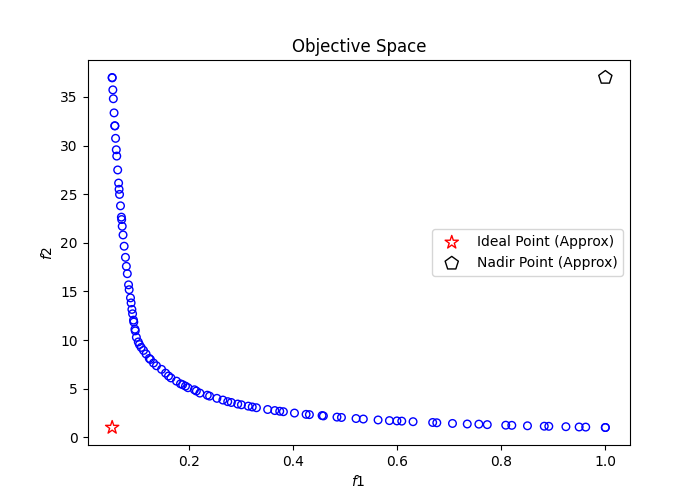 Objective Space
f2
35
30
25
20
15
10
5
0
Ideal Point (Approx)
Nadir Point (Approx)
0.2 0.4 0.6 0.8 1.0
f1